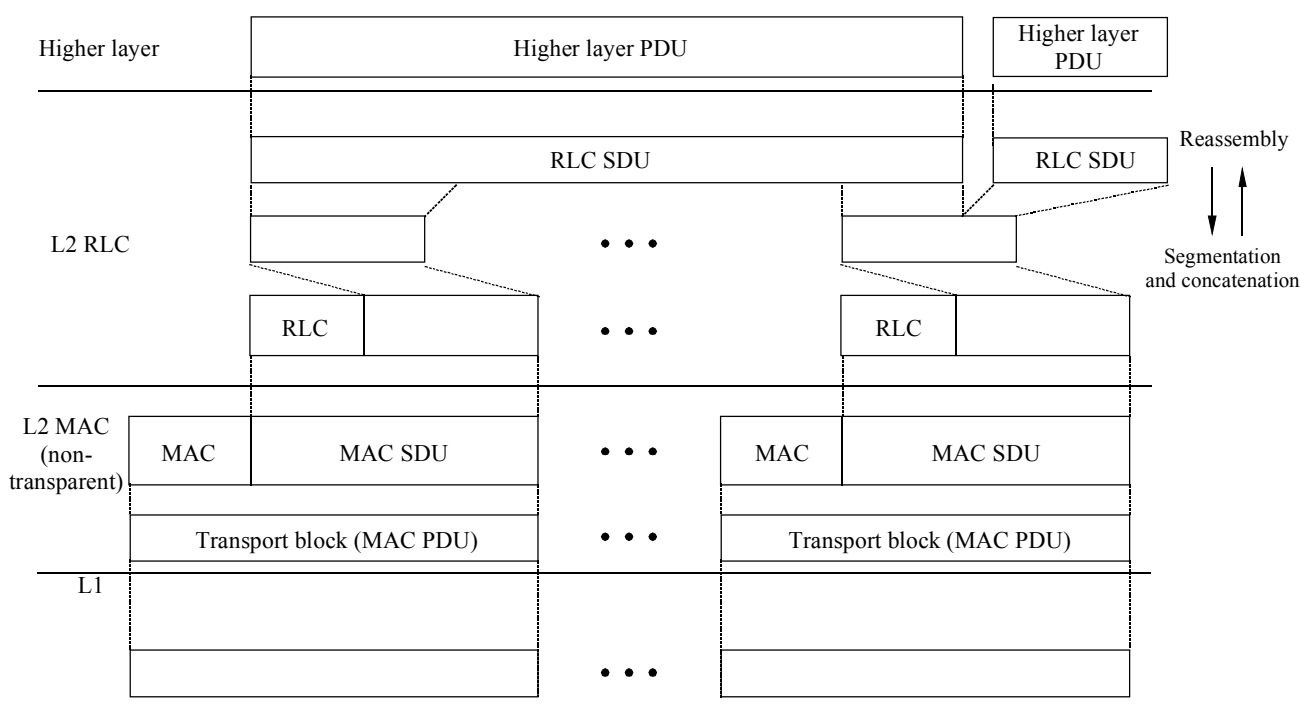 Higher layer
Higher layer PDU
Higher layer
PDU
RLC SDU
RLC SDU
Reassembly
L2 RLC
Segmentation
and concatenation
RLC
RLC
L2 MAC
(non-
transparent)
MAC
MAC SDU
MAC
MAC SDU
Transport block (MAC PDU)
Transport block (MAC PDU)
L1